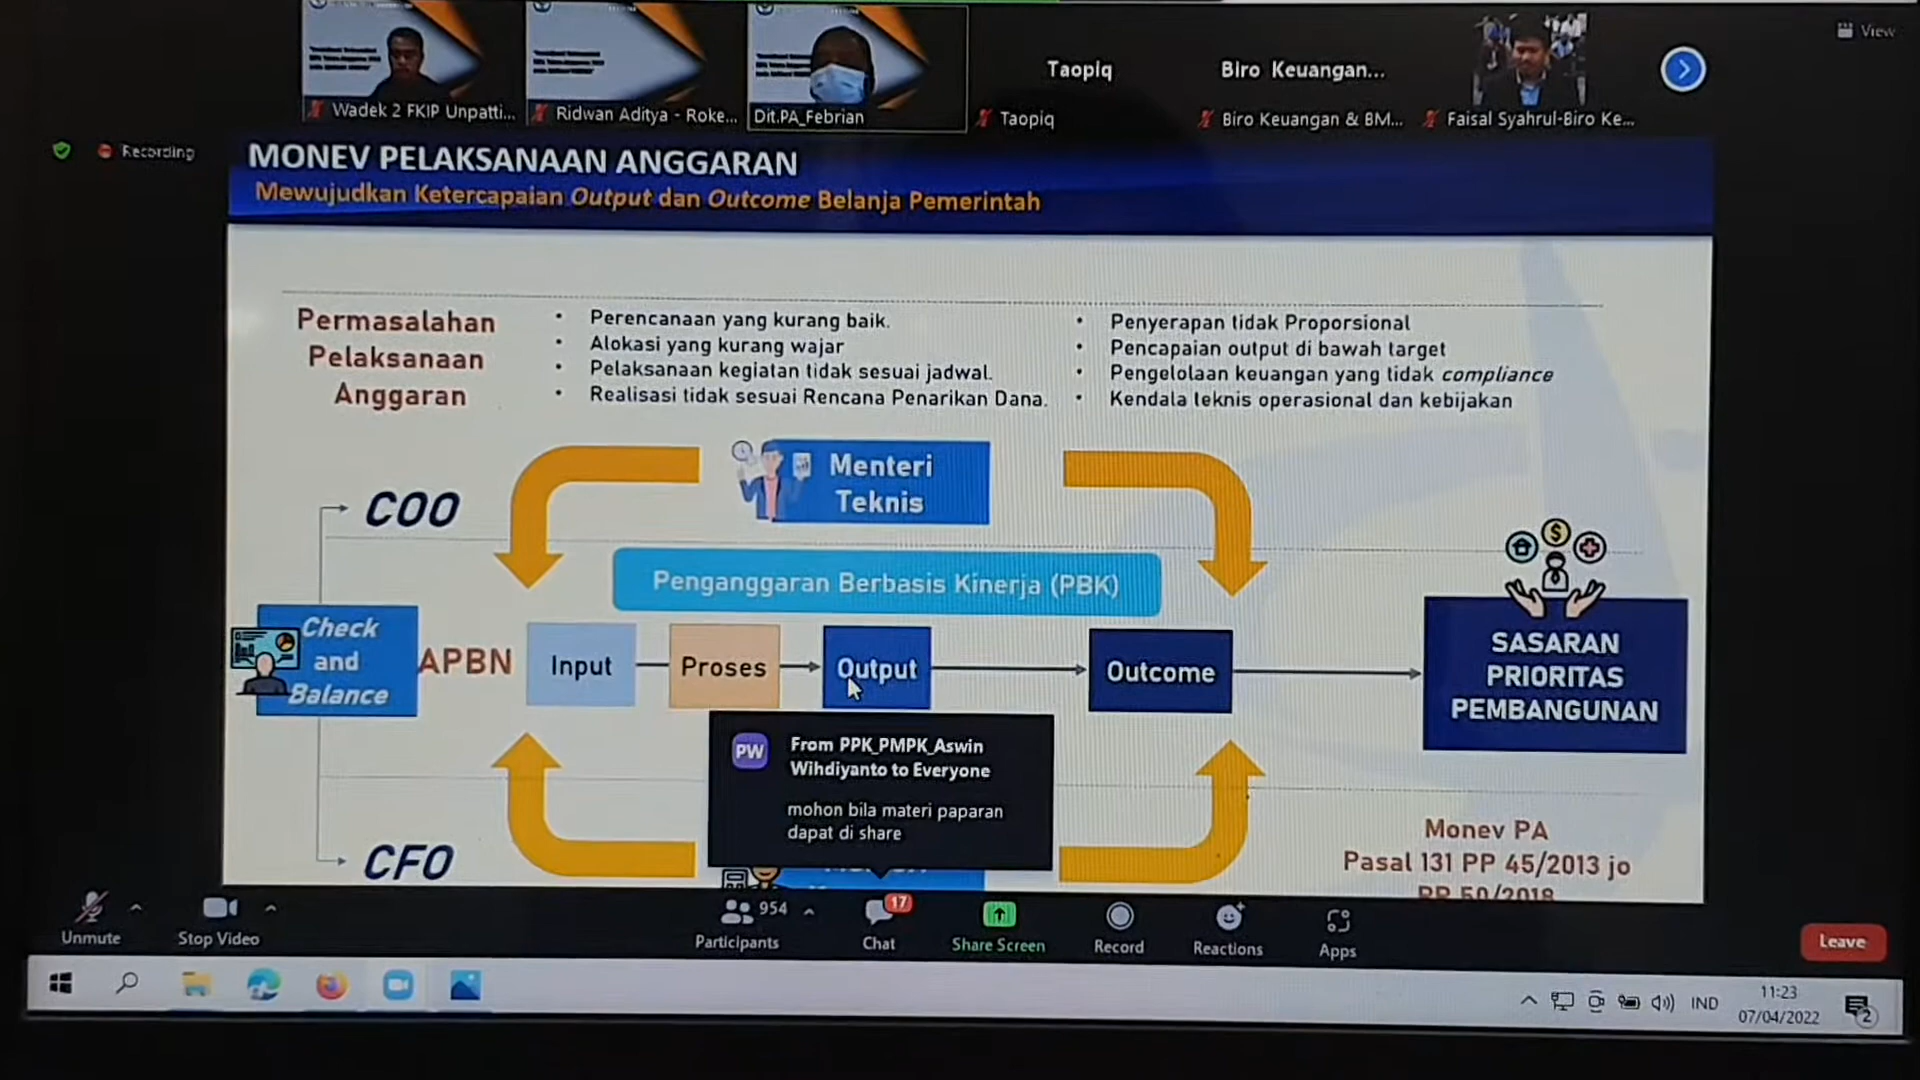 View
Taopiq
Biro Keuangan...
Wadek 2 FKIP Unpatti...
Ridwan Aditya - Roke...
Dit.PA_Febrian
Taopiq
Biro Keuangan & BM...
Faisal Syahrul-Biro Ke...
Recording
MONEV PELAKSANAAN ANGGARAN
Mewujudkan Ketercapaian Output dan Outcome Belanja Pemerintah
Permasalahan
Pelaksanaan
Anggaran
• Perencanaan yang kurang baik.
• Alokasi yang kurang wajar
• Pelaksanaan kegiatan tidak sesuai jadwal.
• Realisasi tidak sesuai Rencana Penarikan Dana.
• Penyerapan tidak Proporsional
• Pencapaian output di bawah target
• Pengelolaan keuangan yang tidak compliance
• Kendala teknis operasional dan kebijakan
COO
Menteri
Teknis
Penganggaran Berbasis Kinerja (PBK)
Check
and
Balance
APBN
Input
Proses
Output
Outcome
SASARAN
PRIORITAS
PEMBANGUNAN
PW
From PPK_PMPK_Aswin
Wihdiyanto to Everyone
mohon bila materi paparan
dapat di share
CFO
Monev PA
Pasal 131 PP 45/2013 jo
PP 50/2018
Unmute
Stop Video
954
Participants
17
Chat
Share Screen
Record
Reactions
Apps
Leave
IND
11:23
07/04/2022
2